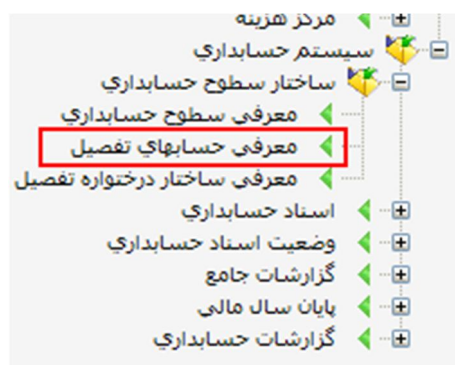 مرکز هزینه
سيستم حسابداري
ساختار سطوح حسابداري
معرفي سطوح حسابداري
معرفي حسابهاي تفصيل
معرفي ساختار درختواره تفصيل
اسناد حسابداري
وضعيت اسناد حسابداري
گزارشات جامع
پايان سال مالي
گزارشات حسابداري